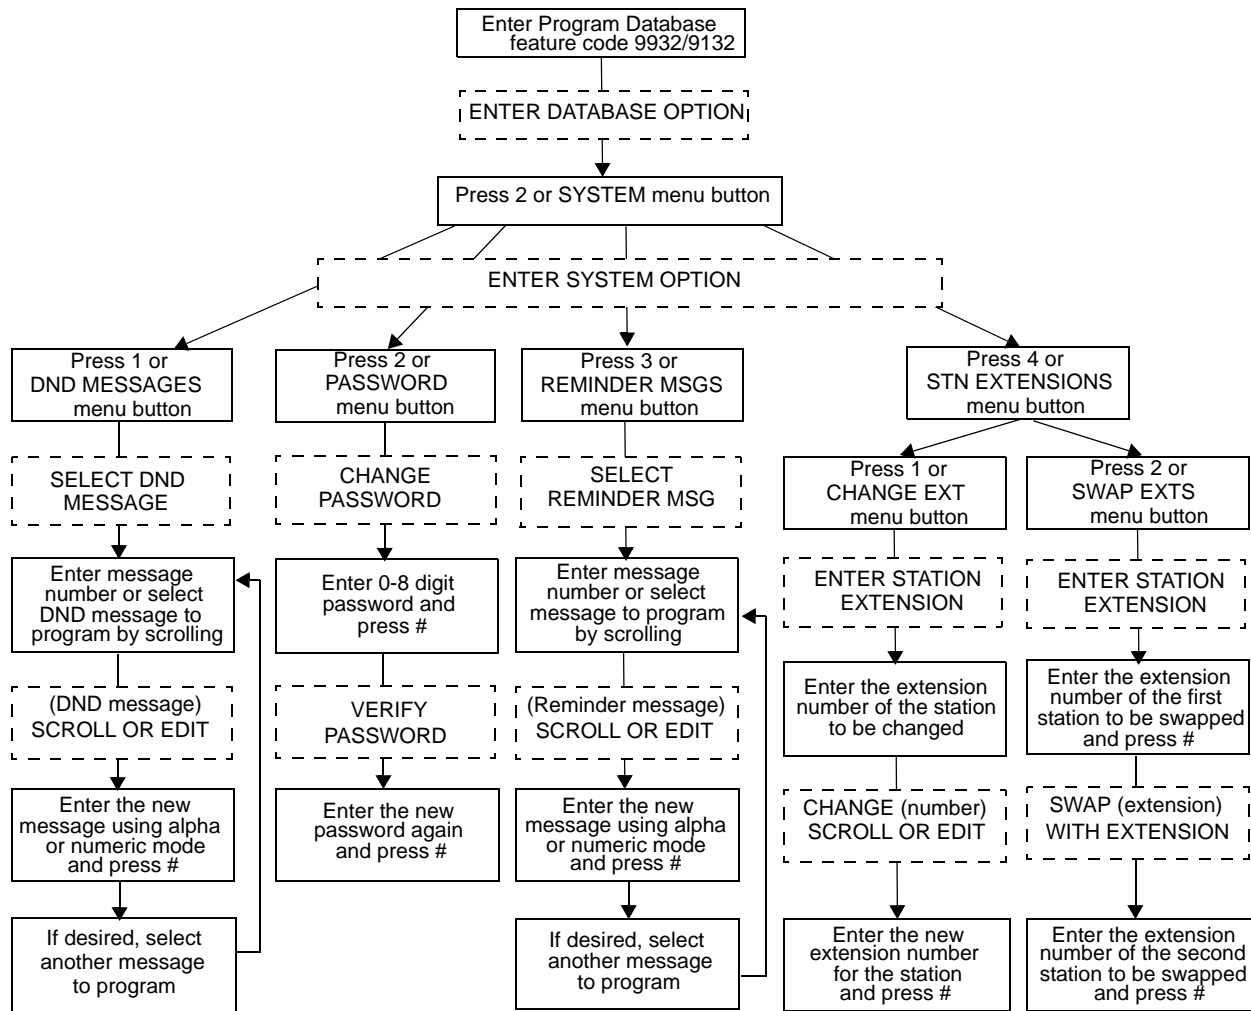 Enter Program Database
feature code 9932/9132
ENTER DATABASE OPTION
Press 2 or SYSTEM menu button
ENTER SYSTEM OPTION
Press 1 or
DND MESSAGES
menu button
Press 2 or
PASSWORD
menu button
Press 3 or
REMINDER MSGS
menu button
Press 4 or
STN EXTENSIONS
menu button
SELECT DND
MESSAGE
CHANGE
PASSWORD
SELECT
REMINDER MSG
Press 1 or
CHANGE EXT
menu button
Press 2 or
SWAP EXTS
menu button
Enter message
number or select
DND message to
program by scrolling
Enter 0-8 digit
password and
press #
Enter message
number or select
message to program
by scrolling
ENTER STATION
EXTENSION
ENTER STATION
EXTENSION
(DND message)
SCROLL OR EDIT
VERIFY
PASSWORD
(Reminder message)
SCROLL OR EDIT
Enter the extension
number of the station
to be changed
Enter the extension
number of the first
station to be swapped
and press #
Enter the new
message using alpha
or numeric mode
and press #
Enter the new
password again
and press #
Enter the new
message using alpha
or numeric mode
and press #
CHANGE (number)
SCROLL OR EDIT
SWAP (extension)
WITH EXTENSION
If desired, select
another message
to program
If desired, select
another message
to program
Enter the new
extension number
for the station
and press #
Enter the extension
number of the second
station to be swapped
and press #